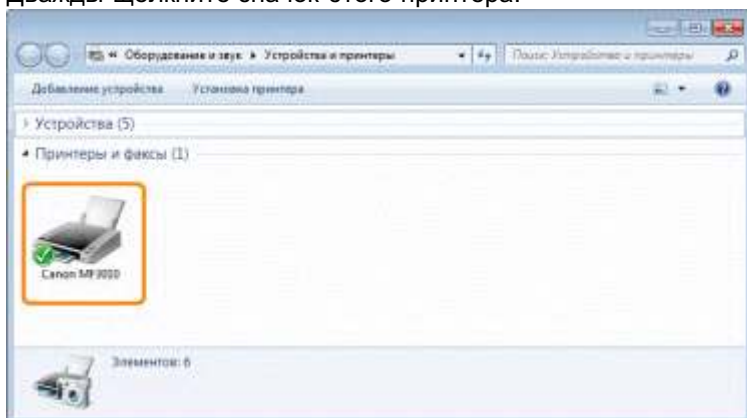 Дважды щелкните значок этого принтера.
« Оборудование и звук ▸ Устройства и принтеры
Поиск: Устройства и принтеры
Добавление устройства Установка принтера
Устройства (5)
Принтеры и факсы (1)
Canon MF3010
Элементов: 6